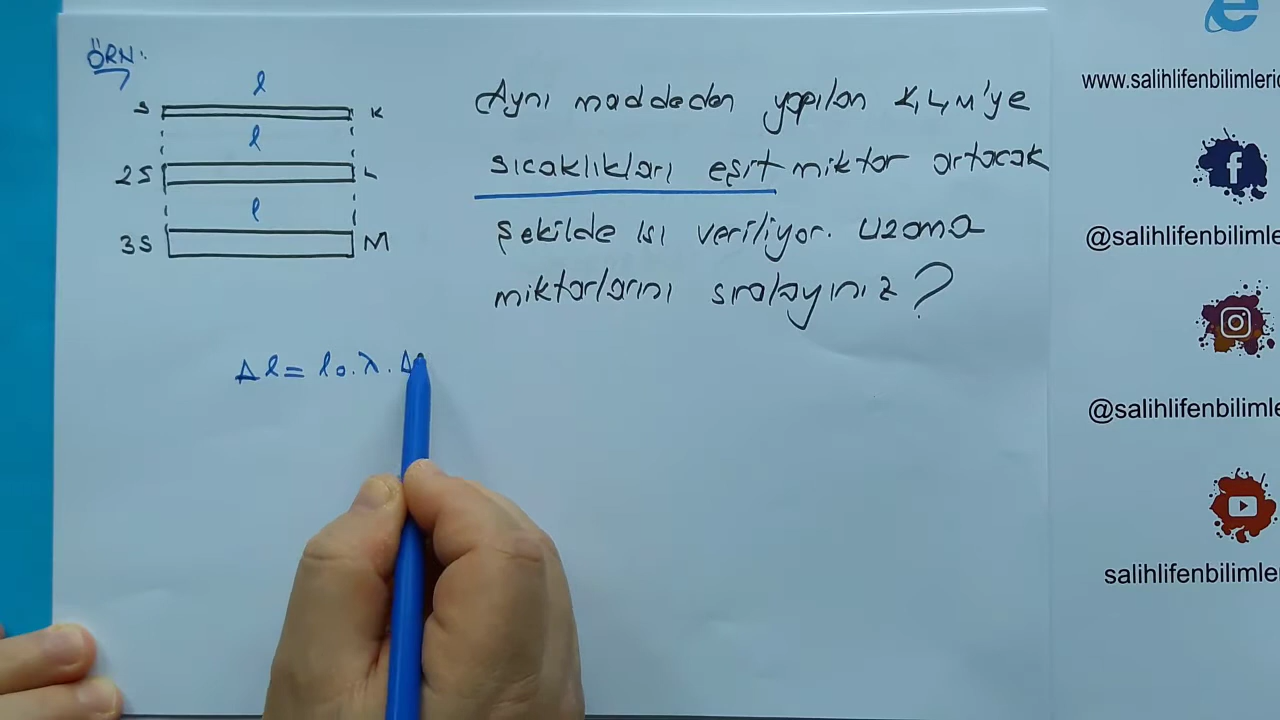 ÖRN:
l
S K
l
2S L
l
3S M
Aynı maddeden yapılan K, L, M'ye
sıcaklıkları eşit miktar artacak
şekilde ısı veriliyor. Uzama
miktarlarını sıralayınız?
Δl = l0.λ.Δ
www.salihlifenbilimleri
@salihlifenbilimle
@salihlifenbilimle
salihlifenbilimle